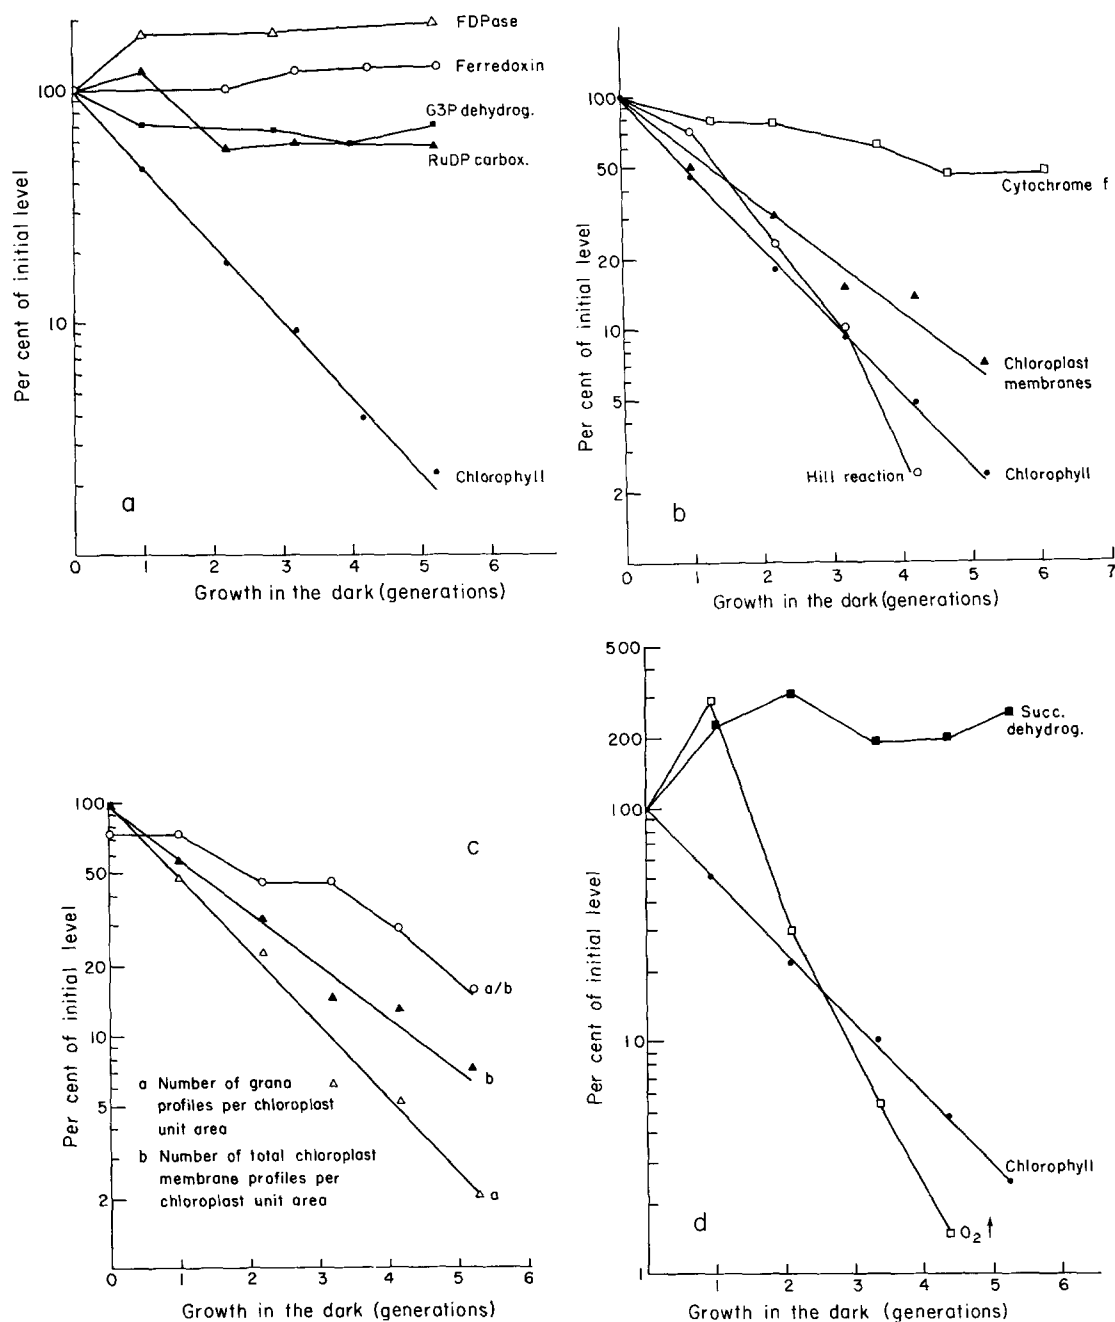 FDPase
Ferredoxin
100
G3P dehydrog.
RuDP carbox.
Per cent of initial level
10
Chlorophyll
a
0 1 2 3 4 5 6
Growth in the dark (generations)
100
50
Cytochrome f
20
Per cent of initial level
10
Chloroplast
membranes
5
Hill reaction
Chlorophyll
2
b
0 1 2 3 4 5 6 7
Growth in the dark (generations)
100
c
50
Per cent of initial level
20
a/b
10
b
a Number of grana
profiles per chloroplast
unit area
5
b Number of total chloroplast
membrane profiles per
chloroplast unit area
2
a
0 1 2 3 4 5 6
Growth in the dark (generations)
500
Succ.
dehydrog.
200
100
Per cent of initial level
10
Chlorophyll
d
O2 ↑
1
0 1 2 3 4 5 6
Growth in the dark (generations)